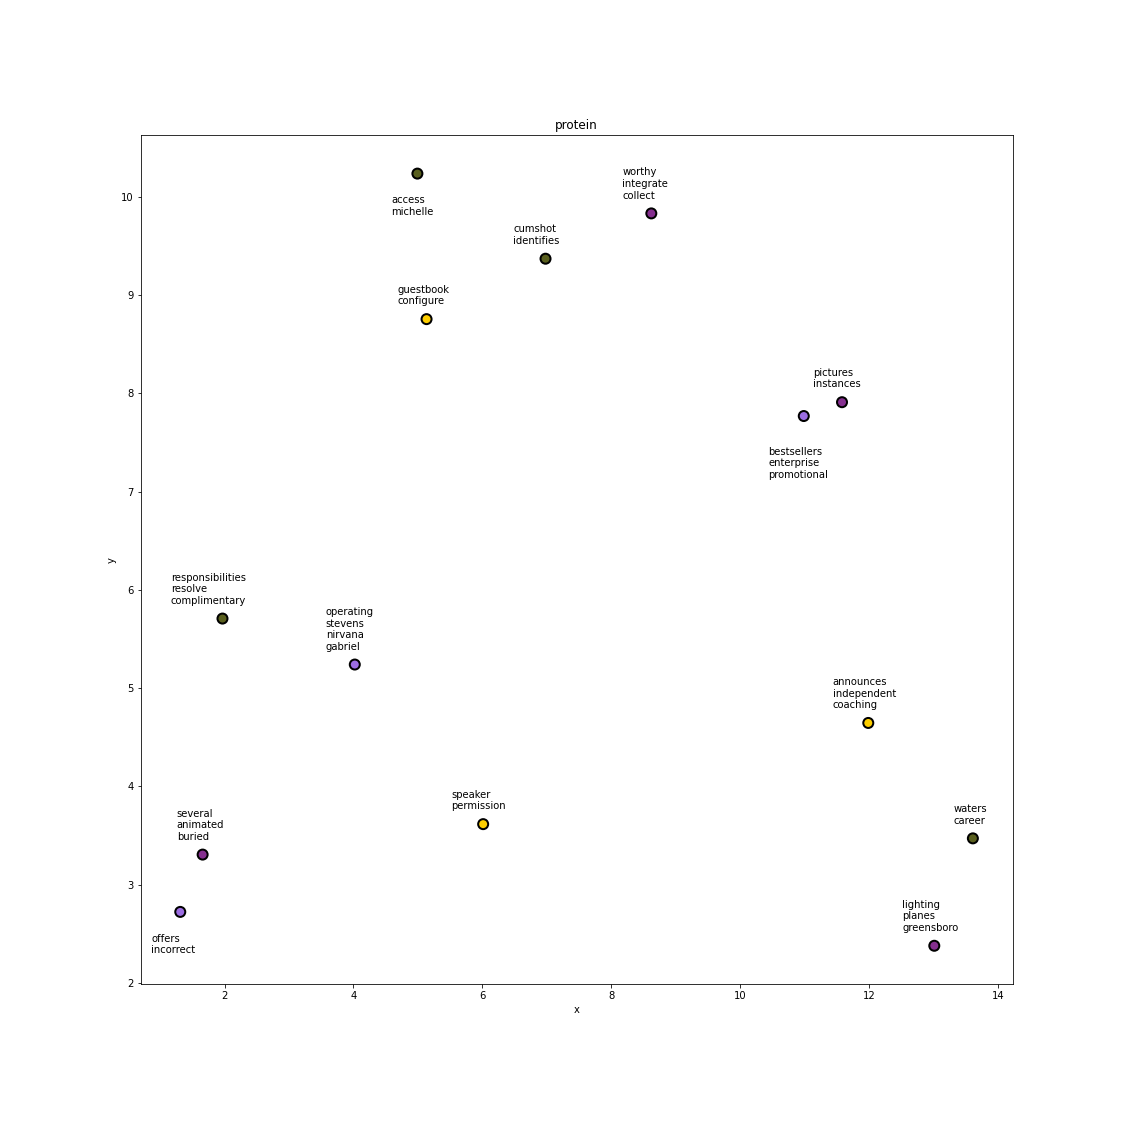 protein
worthy
integrate
collect
access
michelle
cumshot
identifies
guestbook
configure
pictures
instances
bestsellers
enterprise
promotional
responsibilities
resolve
complimentary
operating
stevens
nirvana
gabriel
announces
independent
coaching
speaker
permission
waters
career
several
animated
buried
lighting
planes
greensboro
offers
incorrect
y
10
9
8
7
6
5
4
3
2
2
4
6
8
10
12
14
x